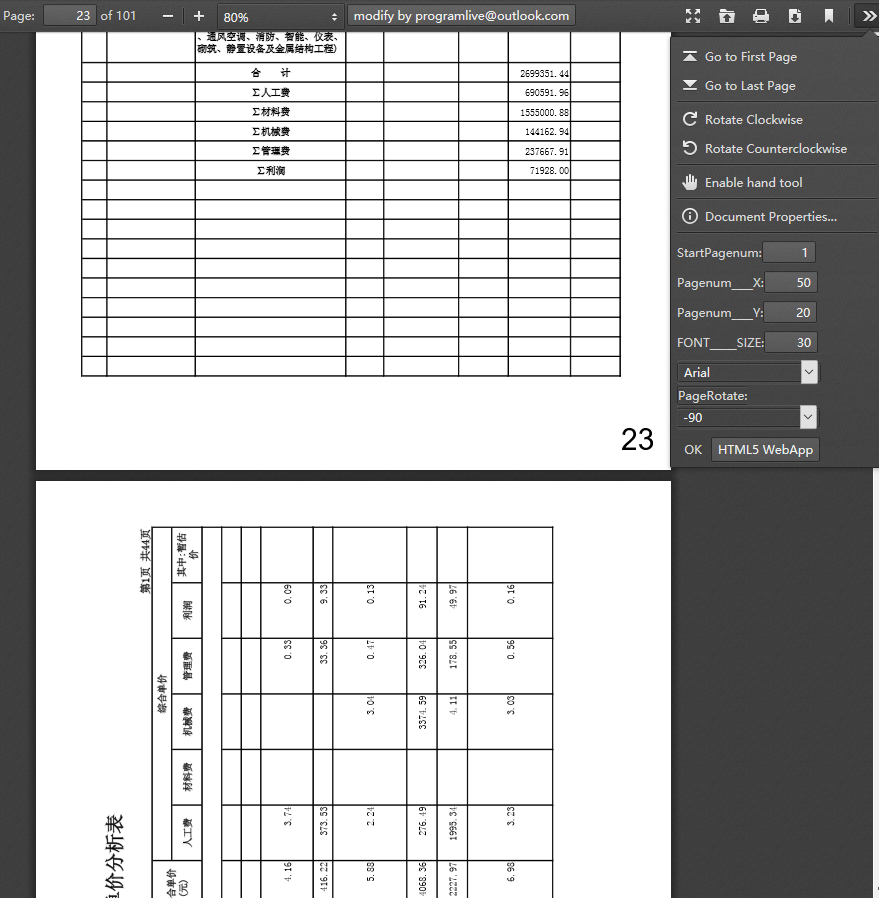 Page: 23 of 101 80% modify by programlive@outlook.com
Go to First Page
Go to Last Page
Rotate Clockwise
Rotate Counterclockwise
Enable hand tool
Document Properties...
StartPagenum: 1
Pagenum___X: 50
Pagenum___Y: 20
FONT____SIZE: 30
Arial
PageRotate:
-90
OK HTML5 WebApp
、通风空调、消防、智能、仪表、
砌筑、静置设备及金属结构工程)
合 计 2699351.44
Σ人工费 690591.96
Σ材料费 1555000.88
Σ机械费 144162.94
Σ管理费 237667.91
Σ利润 71928.00
23
单价分析表
第1页 共44页
综合单价
合单价
(元)
人工费
材料费
机械费
管理费
利润
其中:暂估
价
4.16 3.74 0.33 0.09
416.22 373.53 33.36 9.33
5.88 2.24 3.04 0.47 0.13
4068.36 276.49 3374.59 326.04 91.24
2227.97 1995.34 4.11 178.55 49.97
6.98 3.23 3.03 0.56 0.16